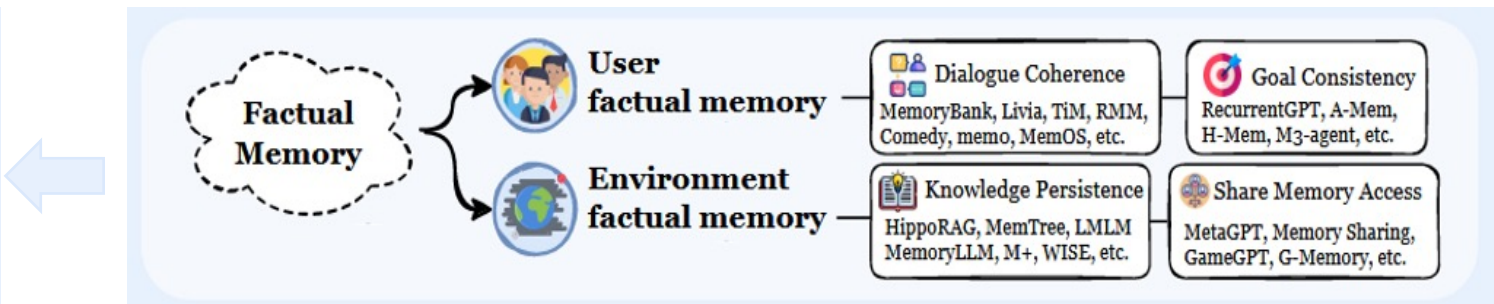 Factual
Memory
User
factual memory
Dialogue Coherence
MemoryBank, Livia, TiM, RMM,
Comedy, memo, MemOS, etc.
Goal Consistency
RecurrentGPT, A-Mem,
H-Mem, M3-agent, etc.
Environment
factual memory
Knowledge Persistence
HippoRAG, MemTree, LMLM
MemoryLLM, M+, WISE, etc.
Share Memory Access
MetaGPT, Memory Sharing,
GameGPT, G-Memory, etc.